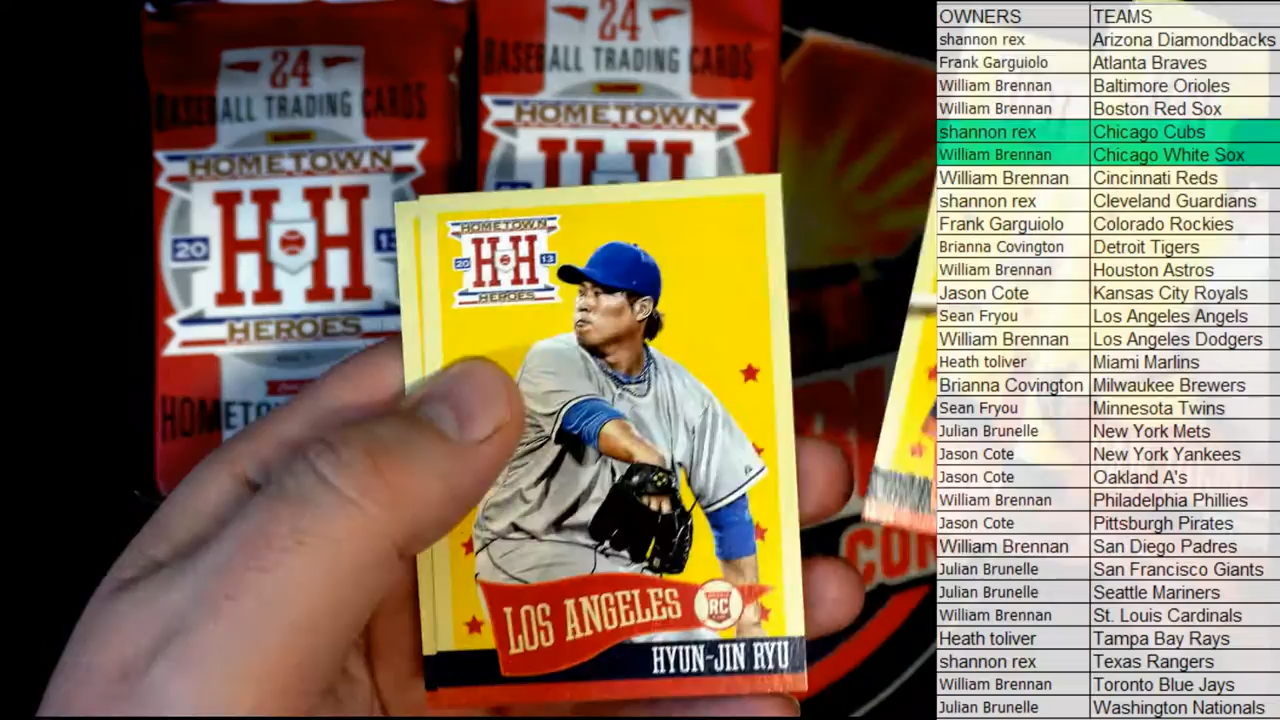 24
BASEBALL TRADING CARDS
HOMETOWN
HH
20
HEROES
24
BASEBALL TRADING CARDS
HOMETOWN
HOMETOWN
HH
20 13
HEROES
LOS ANGELES
RC
HYUN-JIN RYU
OWNERS TEAMS
shannon rex Arizona Diamondbacks
Frank Garguiolo Atlanta Braves
William Brennan Baltimore Orioles
William Brennan Boston Red Sox
shannon rex Chicago Cubs
William Brennan Chicago White Sox
William Brennan Cincinnati Reds
shannon rex Cleveland Guardians
Frank Garguiolo Colorado Rockies
Brianna Covington Detroit Tigers
William Brennan Houston Astros
Jason Cote Kansas City Royals
Sean Fryou Los Angeles Angels
William Brennan Los Angeles Dodgers
Heath toliver Miami Marlins
Brianna Covington Milwaukee Brewers
Sean Fryou Minnesota Twins
Julian Brunelle New York Mets
Jason Cote New York Yankees
Jason Cote Oakland A's
William Brennan Philadelphia Phillies
Jason Cote Pittsburgh Pirates
William Brennan San Diego Padres
Julian Brunelle San Francisco Giants
Julian Brunelle Seattle Mariners
William Brennan St. Louis Cardinals
Heath toliver Tampa Bay Rays
shannon rex Texas Rangers
William Brennan Toronto Blue Jays
Julian Brunelle Washington Nationals